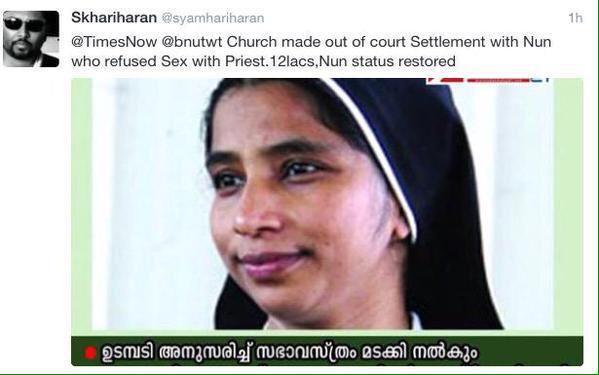 Skhariharan @syamhariharan 1h
@TimesNow @bnutwt Church made out of court Settlement with Nun
who refused Sex with Priest.12lacs,Nun status restored
ഉടമ്പടി അനുസരിച്ച് സഭാവസ്ത്രം മടക്കി നൽകും